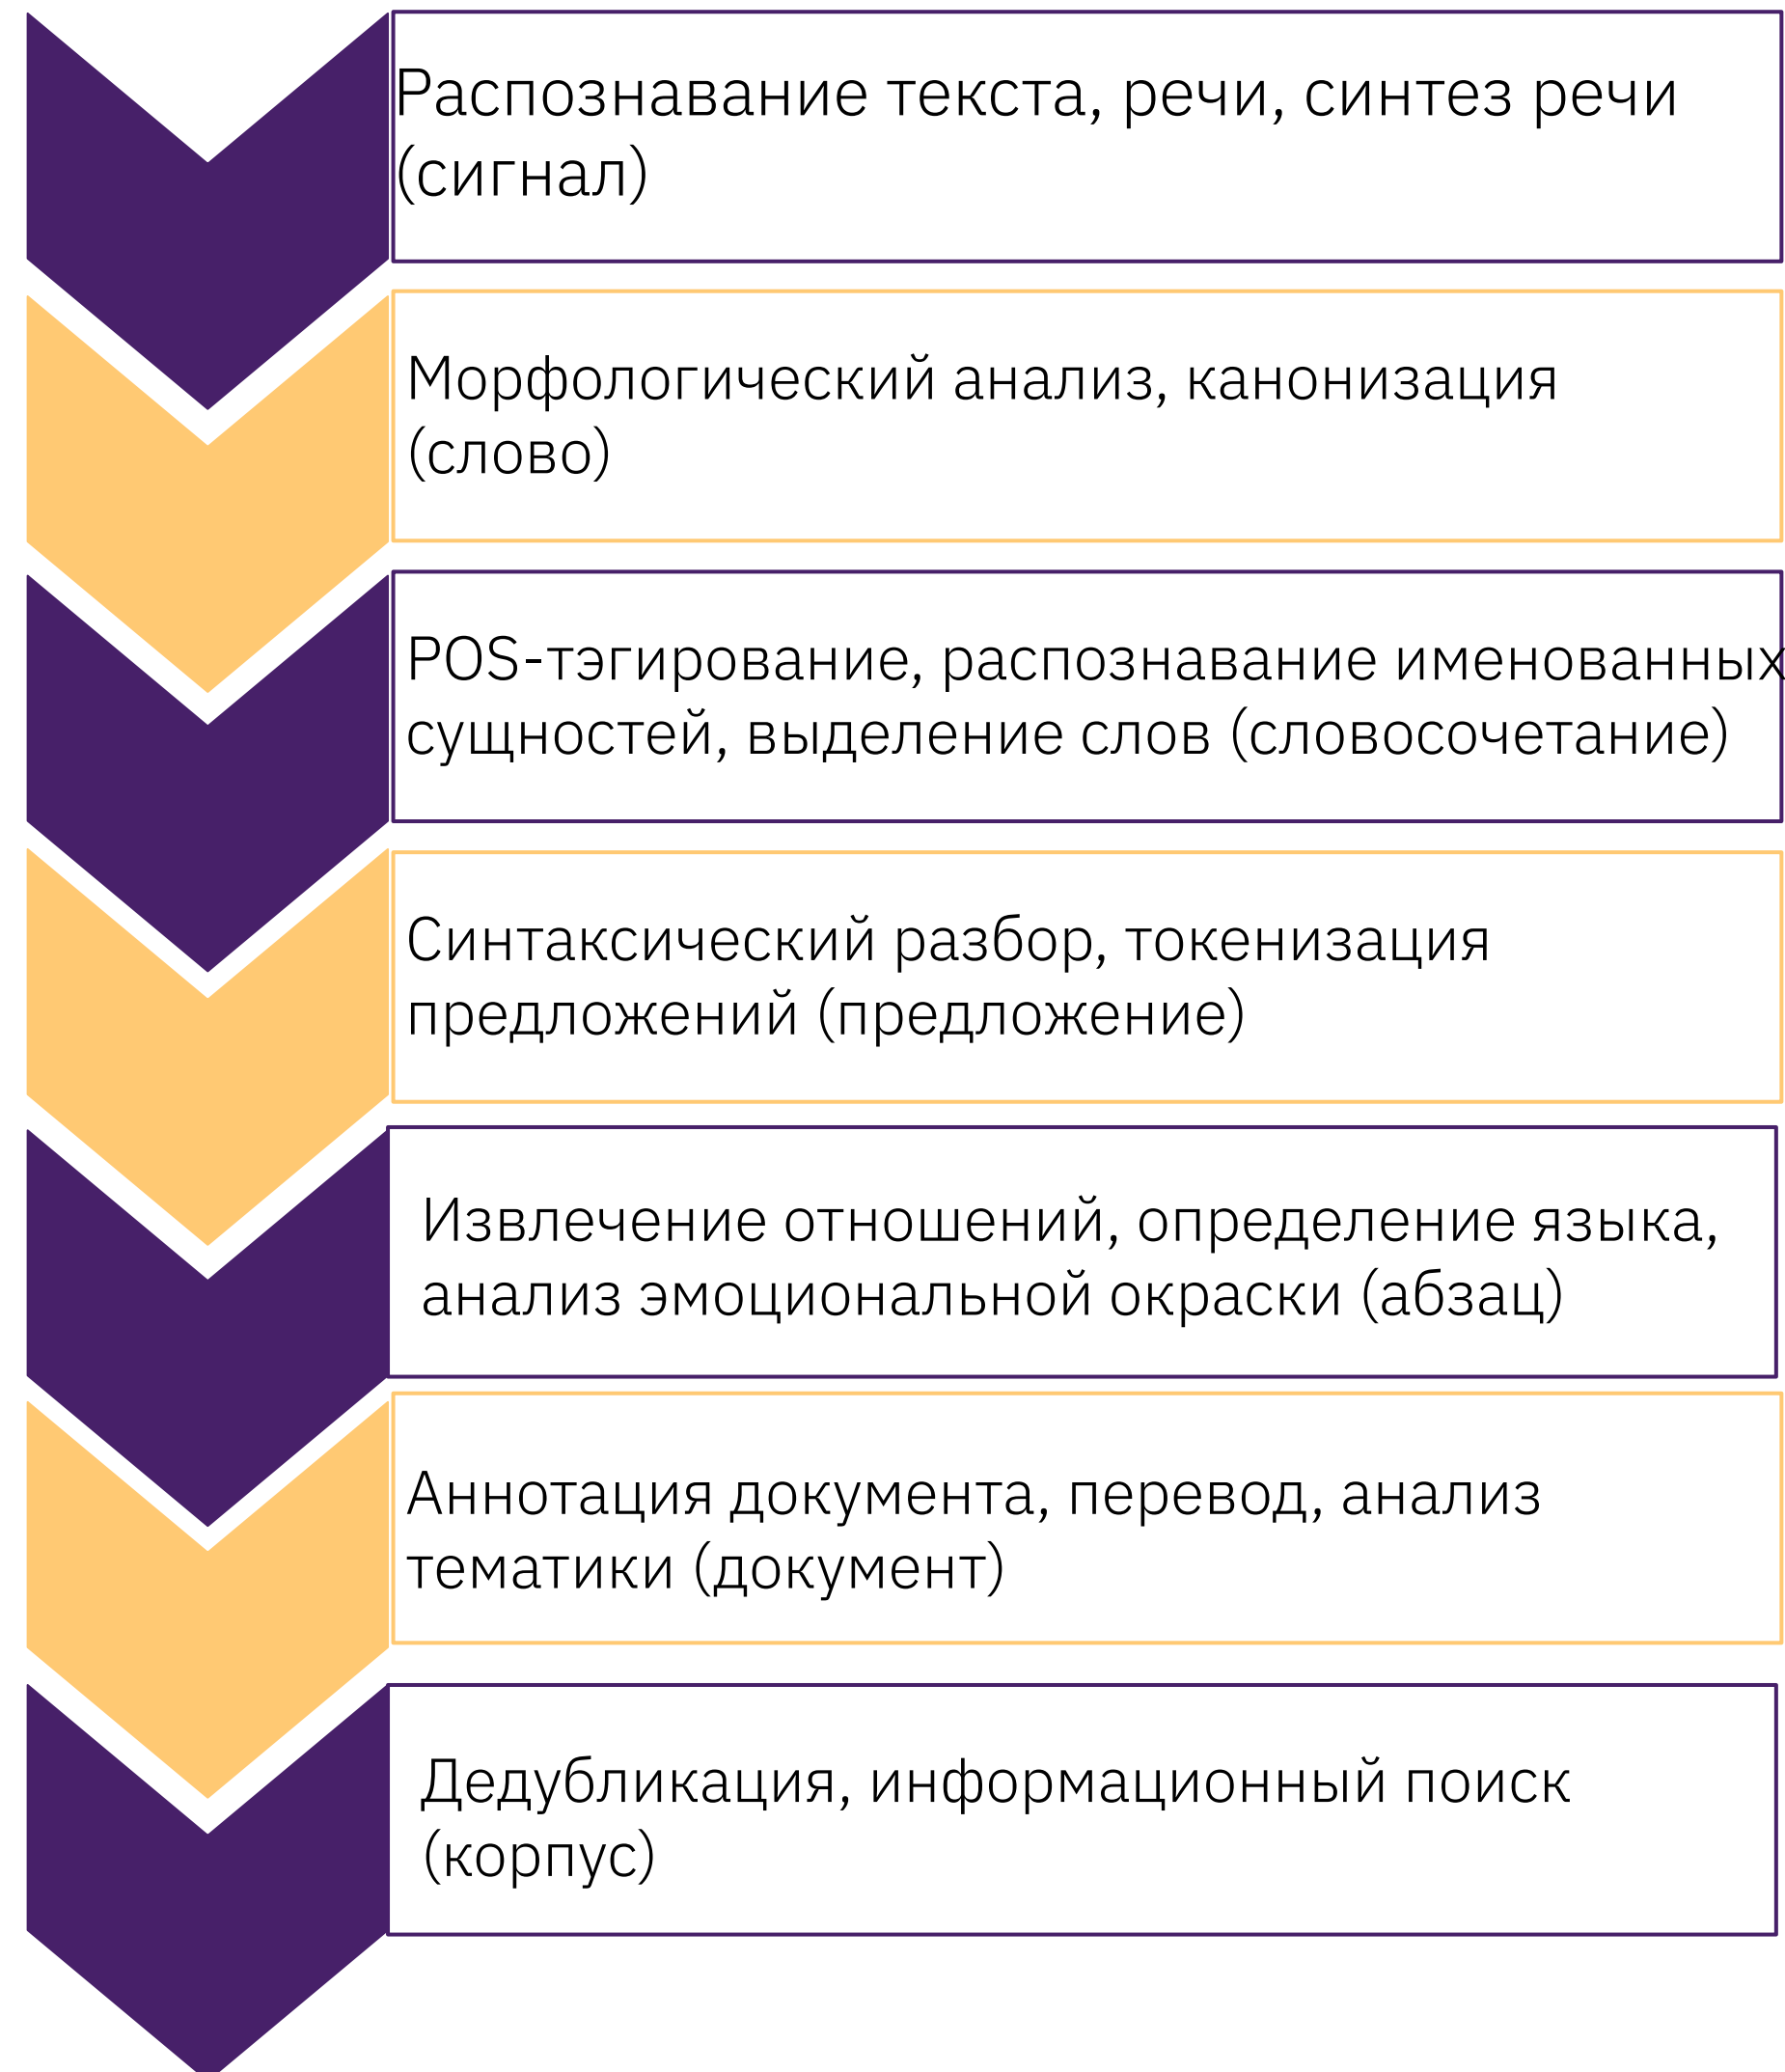 Распознавание текста, речи, синтез речи
(сигнал)
Морфологический анализ, канонизация
(слово)
POS-тэгирование, распознавание именованных
сущностей, выделение слов (словосочетание)
Синтаксический разбор, токенизация
предложений (предложение)
Извлечение отношений, определение языка,
анализ эмоциональной окраски (абзац)
Аннотация документа, перевод, анализ
тематики (документ)
Дедубликация, информационный поиск
(корпус)